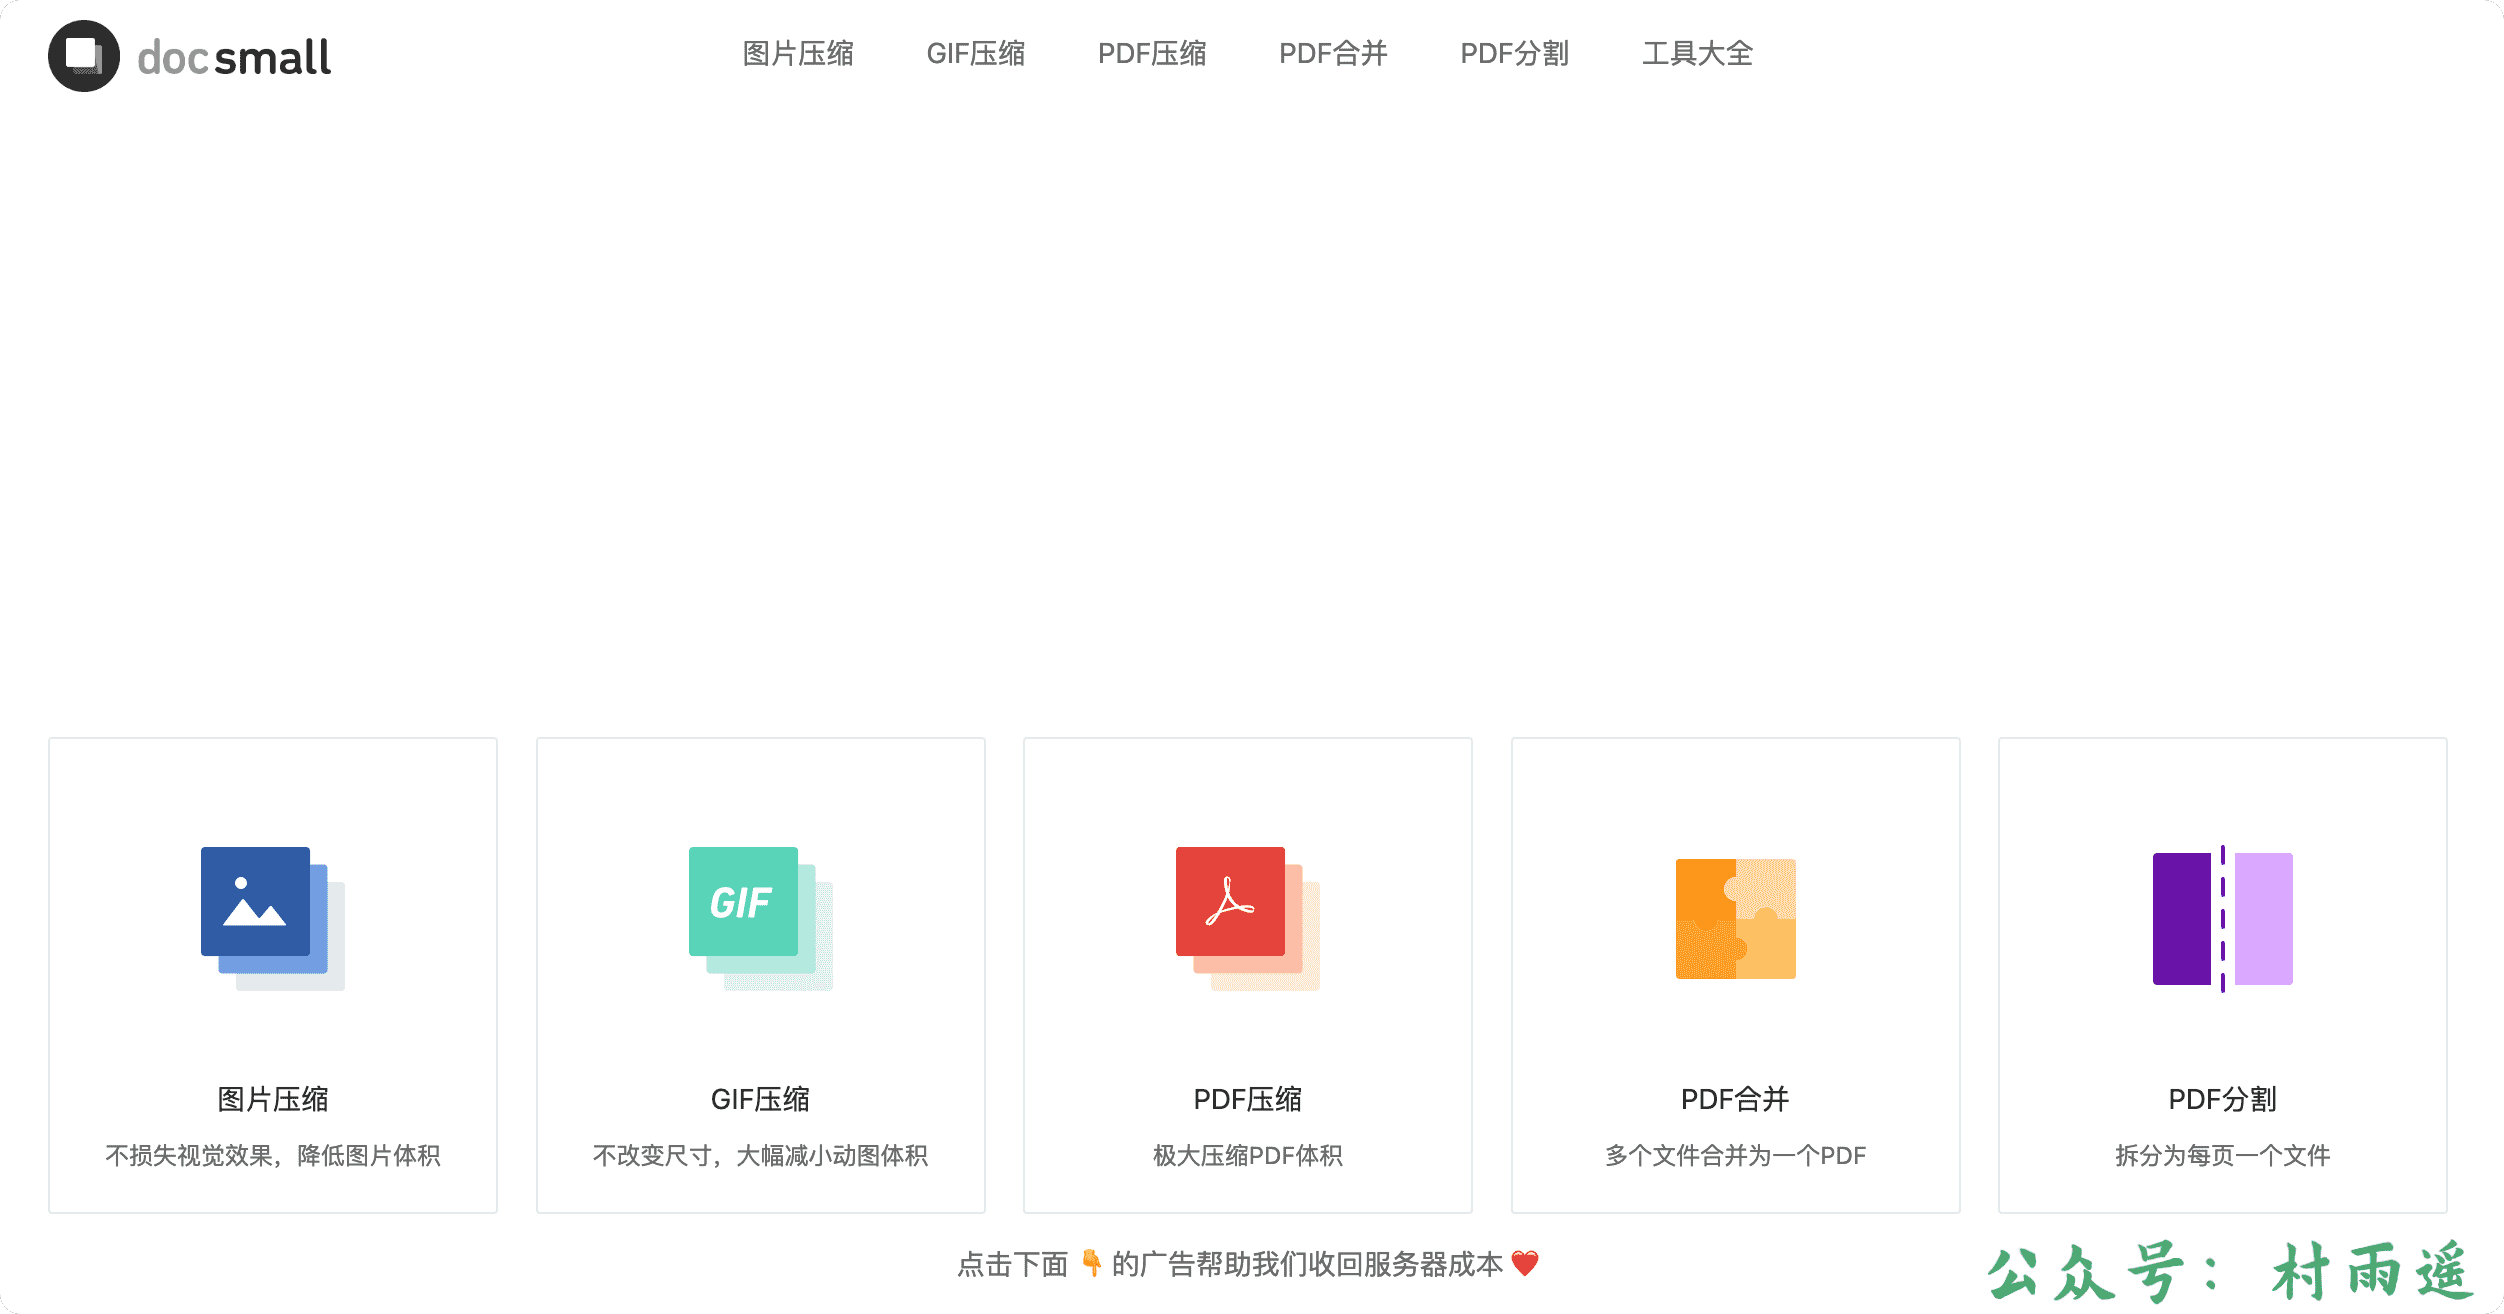 docsmall
图片压缩 GIF压缩 PDF压缩 PDF合并 PDF分割 工具大全
GIF
图片压缩
不损失视觉效果，降低图片体积
GIF压缩
不改变尺寸，大幅减小动图体积
PDF压缩
极大压缩PDF体积
PDF合并
多个文件合并为一个PDF
PDF分割
拆分为每页一个文件
点击下面 👇 的广告帮助我们收回服务器成本 ❤️
公众号：村雨遥